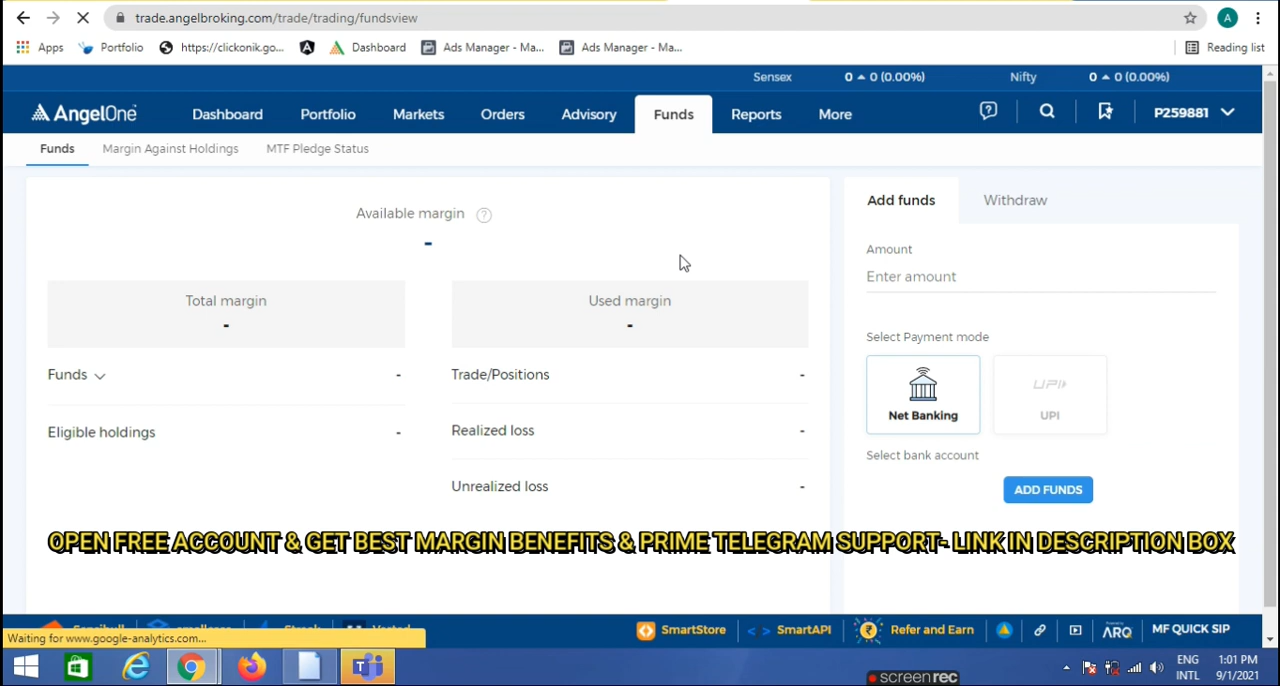 trade.angelbroking.com/trade/trading/fundsview
A
Apps Portfolio https://clickonik.go... Dashboard Ads Manager - Ma... Ads Manager - Ma... Reading list
Sensex 0 ▲ 0 (0.00%) Nifty 0 ▲ 0 (0.00%)
AngelOne Dashboard Portfolio Markets Orders Advisory Funds Reports More P259881
Funds Margin Against Holdings MTF Pledge Status
Available margin ?
-
Total margin
-
Used margin
-
Funds -
Eligible holdings -
Trade/Positions -
Realized loss -
Unrealized loss -
Add funds Withdraw
Amount
Enter amount
Select Payment mode
Net Banking
UPI
UPI
Select bank account
ADD FUNDS
OPEN FREE ACCOUNT & GET BEST MARGIN BENEFITS & PRIME TELEGRAM SUPPORT- LINK IN DESCRIPTION BOX
SmartStore < > SmartAPI Refer and Earn ARQ MF QUICK SIP
Waiting for www.google-analytics.com...
ENG 1:01 PM
INTL 9/1/2021
screenrec